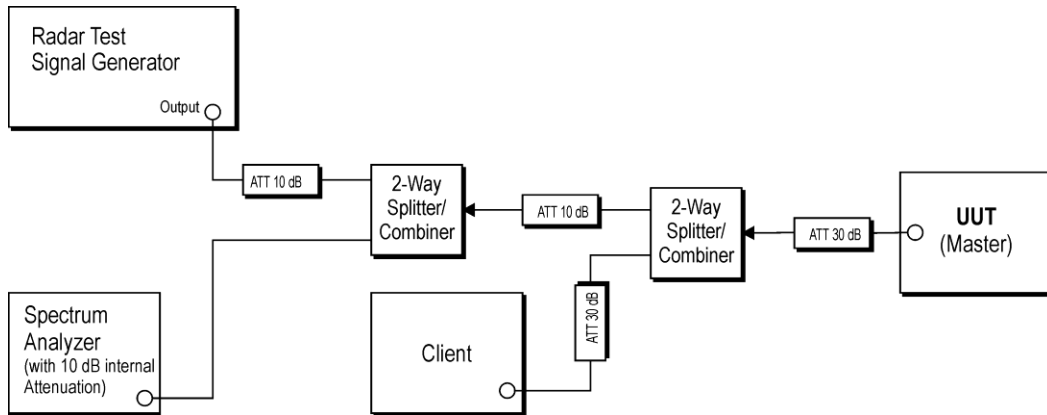 Radar Test
Signal Generator
Output
ATT 10 dB
2-Way
Splitter/
Combiner
ATT 10 dB
2-Way
Splitter/
Combiner
ATT 30 dB
UUT
(Master)
Spectrum
Analyzer
(with 10 dB internal
Attenuation)
Client
ATT 30 dB